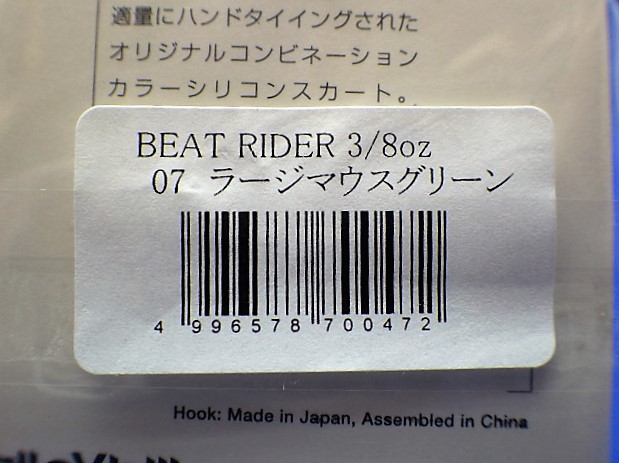 適量にハンドタイイングされた
オリジナルコンビネーション
カラーシリコンスカート。
BEAT RIDER 3/8oz
07 ラージマウスグリーン
4 996578 700472
Hook: Made in Japan, Assembled in China